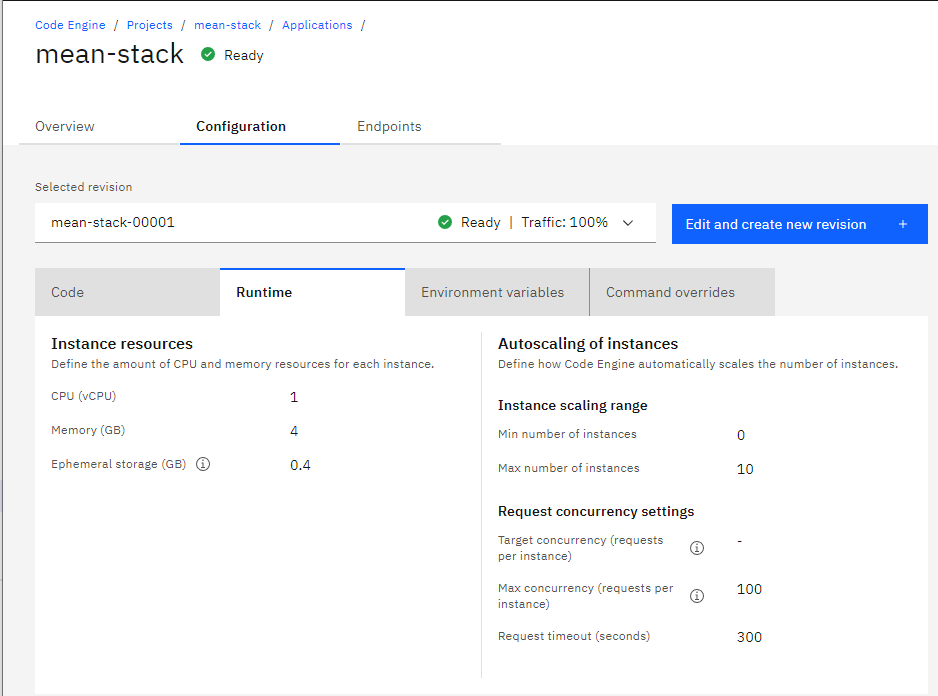 Code Engine / Projects / mean-stack / Applications /
mean-stack Ready
Overview Configuration Endpoints
Selected revision
mean-stack-00001 Ready | Traffic: 100%
Edit and create new revision +
Code Runtime Environment variables Command overrides
Instance resources
Define the amount of CPU and memory resources for each instance.
CPU (vCPU) 1
Memory (GB) 4
Ephemeral storage (GB) 0.4
Autoscaling of instances
Define how Code Engine automatically scales the number of instances.
Instance scaling range
Min number of instances 0
Max number of instances 10
Request concurrency settings
Target concurrency (requests
per instance) -
Max concurrency (requests per
instance) 100
Request timeout (seconds) 300